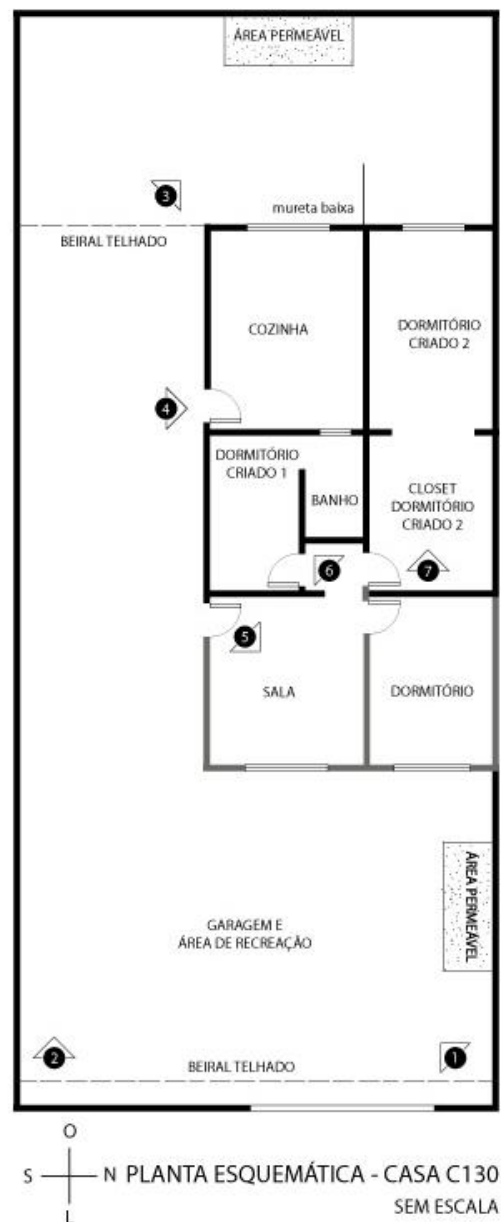 ÁREA PERMEÁVEL
3
mureta baixa
BEIRAL TELHADO
COZINHA
DORMITÓRIO
CRIADO 2
4
DORMITÓRIO
CRIADO 1
BANHO
CLOSET
DORMITÓRIO
CRIADO 2
6
7
5
SALA
DORMITÓRIO
ÁREA PERMEÁVEL
GARAGEM E
ÁREA DE RECREAÇÃO
2
1
BEIRAL TELHADO
O
S N
L
PLANTA ESQUEMÁTICA - CASA C130
SEM ESCALA